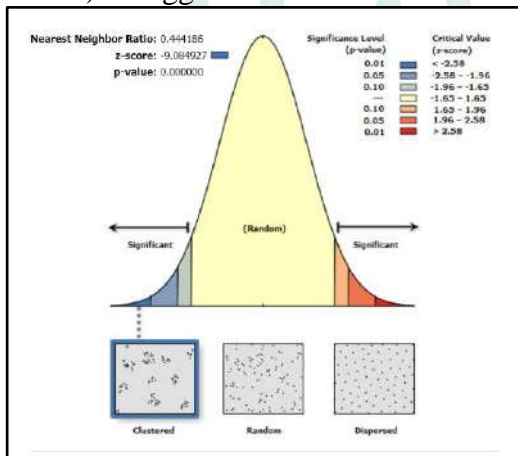 Nearest Neighbor Ratio: 0.444186
z-score: -9.084927
p-value: 0.000000
Significance Level Critical Value
(p-value) (z-score)
0.01 < -2.58
0.05 -2.58 - -1.96
0.10 -1.96 - -1.65
--- -1.65 - 1.65
0.10 1.65 - 1.96
0.05 1.96 - 2.58
0.01 > 2.58
(Random)
Significant Significant
Clustered Random Dispersed